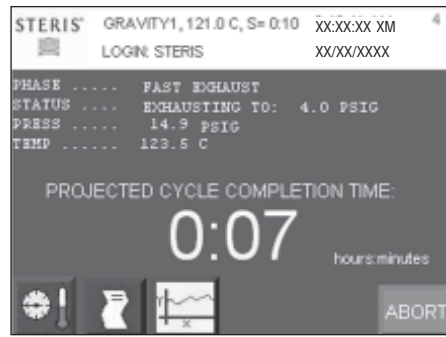 STERIS GRAVITY1, 121.0 C, S= 0:10 XX:XX:XX XM 4
LOGIN: STERIS XX/XX/XXXX
PHASE ..... FAST EXHAUST
STATUS .... EXHAUSTING TO: 4.0 PSIG
PRESS ..... 14.9 PSIG
TEMP ...... 123.5 C
PROJECTED CYCLE COMPLETION TIME:
0:07 hours:minutes
X
ABORT